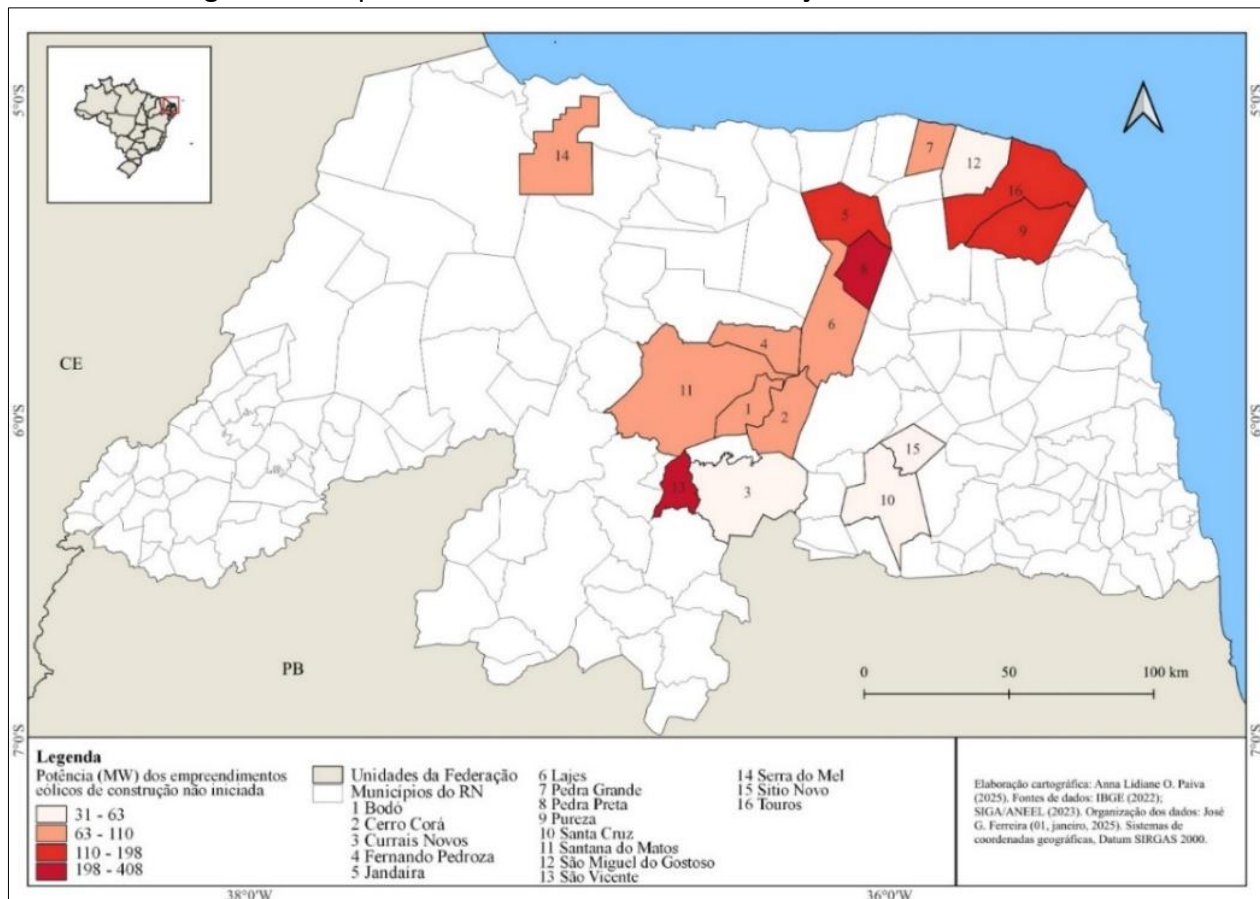 5°0'S
5°0'S
14
7
12
16
5
9
8
6
4
CE
11
1
2
6°0'S
6°0'S
15
13
3
10
PB
0
50
100 km
7°0'S
7°0'S
Legenda
Potência (MW) dos empreendimentos
eólicos de construção não iniciada
31 - 63
63 - 110
110 - 198
198 - 408
Unidades da Federação
Municípios do RN
1 Bodó
2 Cerro Corá
3 Currais Novos
4 Fernando Pedroza
5 Jandaíra
6 Lajes
7 Pedra Grande
8 Pedra Preta
9 Pureza
10 Santa Cruz
11 Santana do Matos
12 São Miguel do Gostoso
13 São Vicente
14 Serra do Mel
15 Sítio Novo
16 Touros
Elaboração cartográfica: Anna Lidiane O. Paiva
(2025). Fontes de dados: IBGE (2022);
SIGA/ANEEL (2023). Organização dos dados: José
G. Ferreira (01, janeiro, 2025). Sistemas de
coordenadas geográficas, Datum SIRGAS 2000.
38°0'W
36°0'W